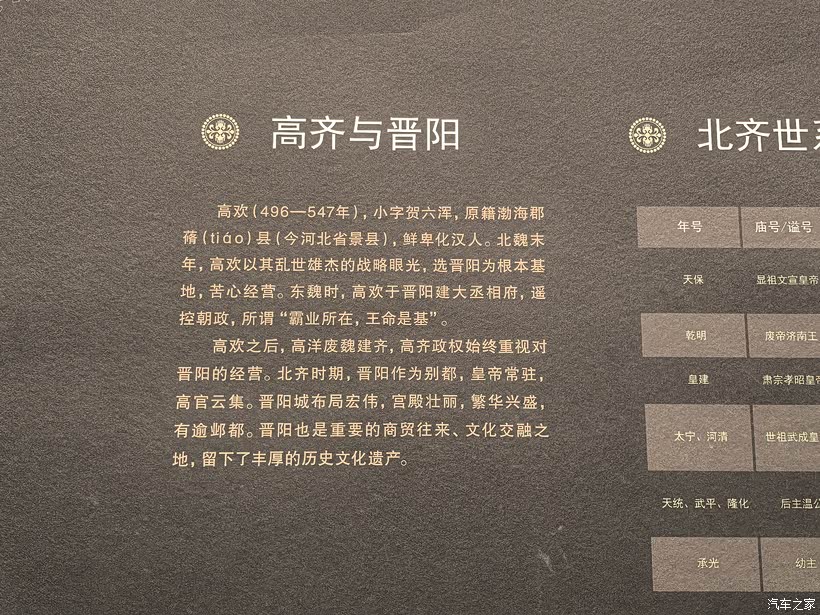 高齐与晋阳
高欢(496—547年)，小字贺六浑，原籍渤海郡
蓨(tiáo)县(今河北省景县)，鲜卑化汉人。北魏末
年，高欢以其乱世雄杰的战略眼光，选晋阳为根本基
地，苦心经营。东魏时，高欢于晋阳建大丞相府，遥
控朝政，所谓“霸业所在，王命是基”。
高欢之后，高洋废魏建齐，高齐政权始终重视对
晋阳的经营。北齐时期，晋阳作为别都，皇帝常驻，
高官云集。晋阳城布局宏伟，宫殿壮丽，繁华兴盛，
有逾邺都。晋阳也是重要的商贸往来、文化交融之
地，留下了丰厚的历史文化遗产。
北齐世系
年号 庙号/谥号
天保 显祖文宣皇帝
乾明 废帝济南王
皇建 肃宗孝昭皇帝
太宁、河清 世祖武成皇
天统、武平、隆化 后主温公
承光 幼主
汽车之家